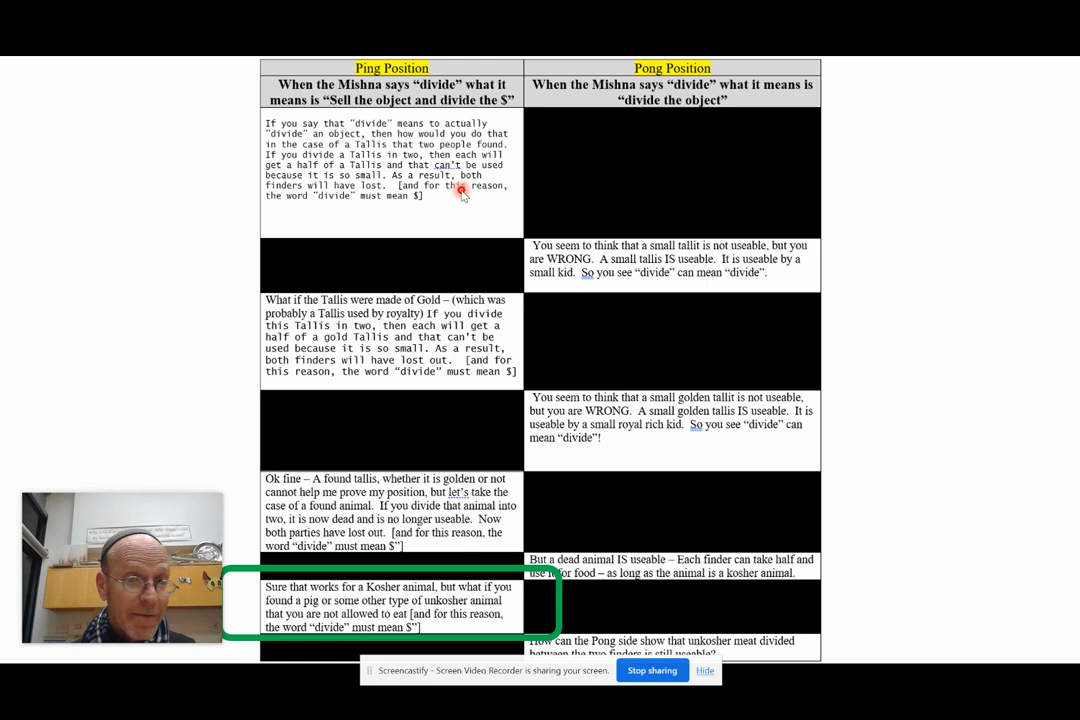 Ping Position
Pong Position
When the Mishna says “divide” what it
means is “Sell the object and divide the $”
When the Mishna says “divide” what it means is
“divide the object”
If you say that “divide” means to actually
“divide” an object, then how would you do that
in the case of a Tallis that two people found.
If you divide a Tallis in two, then each will
get a half of a Tallis and that can’t be used
because it is so small. As a result, both
finders will have lost. [and for this reason,
the word “divide” must mean $]
You seem to think that a small tallit is not useable, but you
are WRONG. A small tallis IS useable. It is useable by a
small kid. So you see “divide” can mean “divide”.
What if the Tallis were made of Gold – (which was
probably a Tallis used by royalty) If you divide
this Tallis in two, then each will get a
half of a gold Tallis and that can’t be
used because it is so small. As a result,
both finders will have lost out. [and for
this reason, the word “divide” must mean $]
You seem to think that a small golden tallit is not useable,
but you are WRONG. A small golden tallis IS useable. It is
useable by a small royal rich kid. So you see “divide” can
mean “divide”!
Ok fine – A found tallis, whether it is golden or not
cannot help me prove my position, but let’s take the
case of a found animal. If you divide that animal into
two, it is now dead and is no longer useable. Now
both parties have lost out. [and for this reason, the
word “divide” must mean $”]
But a dead animal IS useable – Each finder can take half and
use it for food – as long as the animal is a kosher animal.
Sure that works for a Kosher animal, but what if you
found a pig or some other type of unkosher animal
that you are not allowed to eat [and for this reason,
the word “divide” must mean $”]
How can the Pong side show that unkosher meat divided
between the two finders is still useable?
Screencastify - Screen Video Recorder is sharing your screen.
Stop sharing
Hide